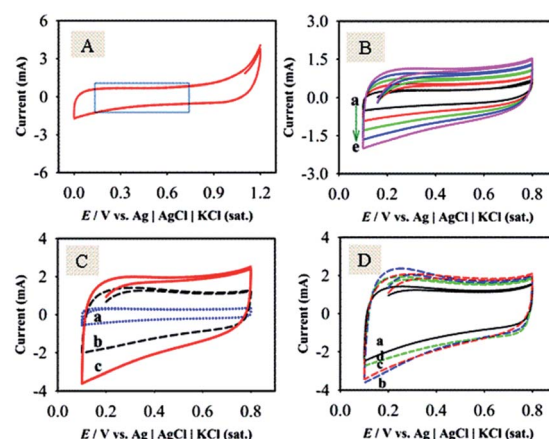 A
Current (mA)
6
3
0
-3
-6
0.0 0.3 0.6 0.9 1.2
E / V vs. Ag | AgCl | KCl (sat.)
B
Current (mA)
3.0
1.5
0.0
-1.5
-3.0
a
e
0.0 0.2 0.4 0.6 0.8
E / V vs. Ag | AgCl | KCl (sat.)
C
Current (mA)
4
2
0
-2
-4
a
b
c
0.0 0.2 0.4 0.6 0.8
E / V vs. Ag | AgCl | KCl (sat.)
D
Current (mA)
4
2
0
-2
-4
a
d
c
b
0.0 0.2 0.4 0.6 0.8
E / V vs. Ag | AgCl | KCl (sat.)